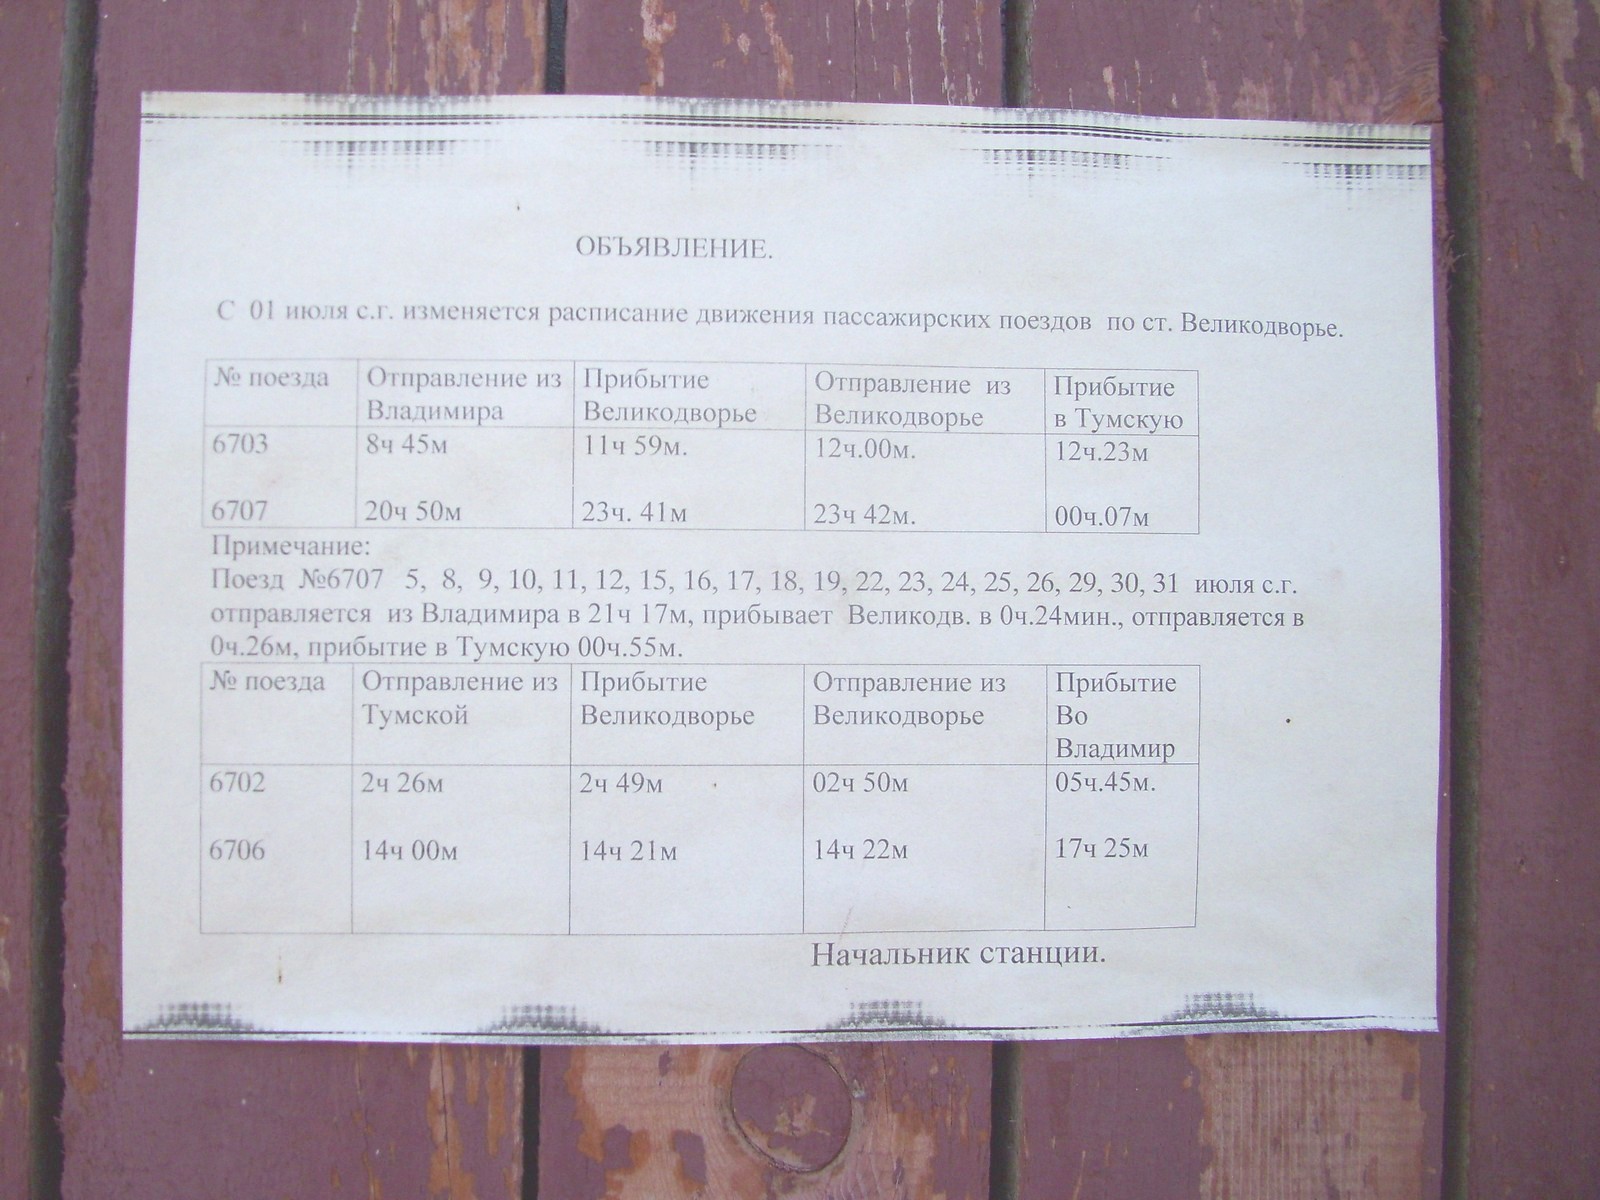 ОБЪЯВЛЕНИЕ.
С 01 июля с.г. изменяется расписание движения пассажирских поездов по ст. Великодворье.
№ поезда Отправление из Владимира Прибытие Великодворье Отправление из Великодворье Прибытие в Тумскую
6703 8ч 45м 11ч 59м. 12ч.00м. 12ч.23м
6707 20ч 50м 23ч. 41м 23ч 42м. 00ч.07м
Примечание:
Поезд №6707 5, 8, 9, 10, 11, 12, 15, 16, 17, 18, 19, 22, 23, 24, 25, 26, 29, 30, 31 июля с.г.
отправляется из Владимира в 21ч 17м, прибывает Великодв. в 0ч.24мин., отправляется в
0ч.26м, прибытие в Тумскую 00ч.55м.
№ поезда Отправление из Тумской Прибытие Великодворье Отправление из Великодворье Прибытие Во Владимир
6702 2ч 26м 2ч 49м 02ч 50м 05ч.45м.
6706 14ч 00м 14ч 21м 14ч 22м 17ч 25м
Начальник станции.